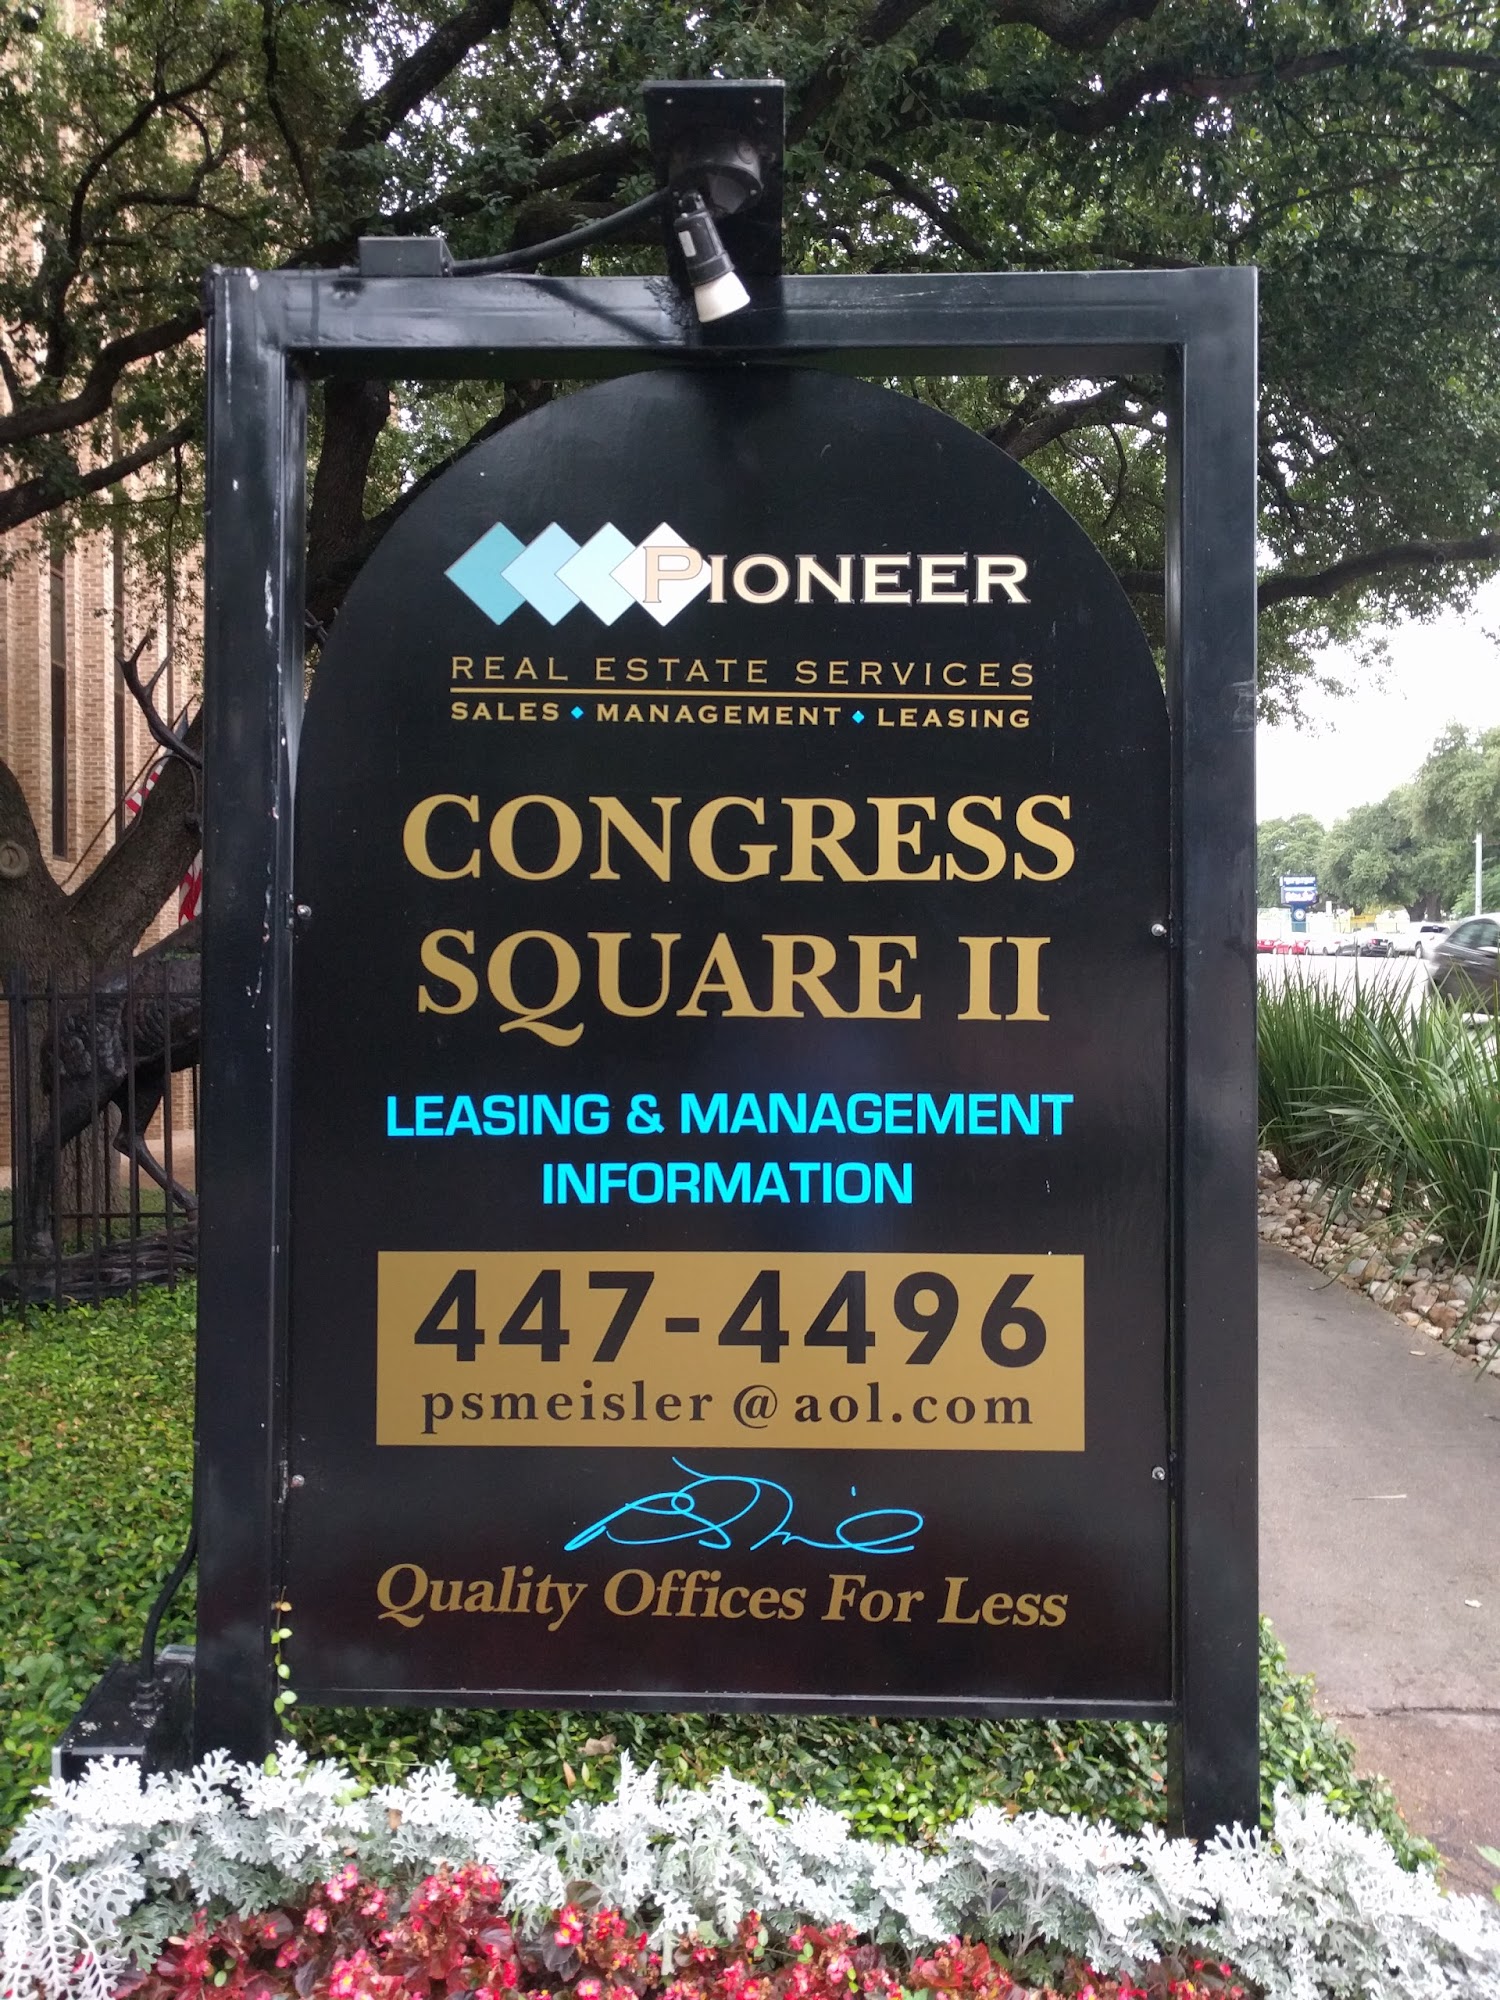 PIONEER
REAL ESTATE SERVICES
SALES • MANAGEMENT • LEASING
CONGRESS
SQUARE II
LEASING & MANAGEMENT
INFORMATION
447-4496
psmeisler@aol.com
Quality Offices For Less